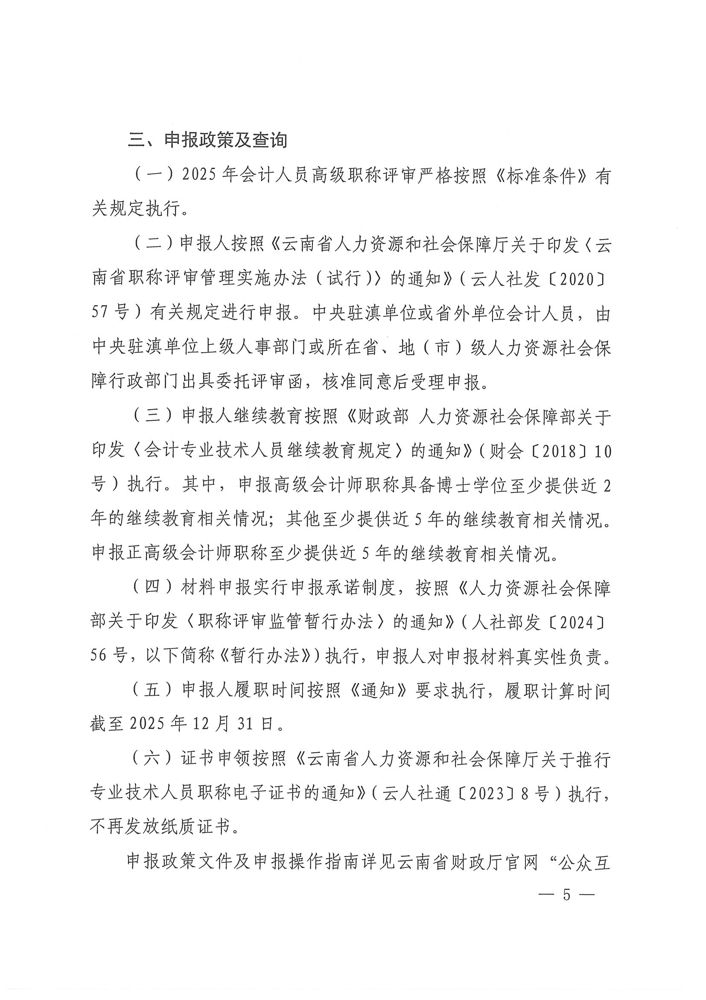 三、申报政策及查询
（一）2025年会计人员高级职称评审严格按照《标准条件》有
关规定执行。
（二）申报人按照《云南省人力资源和社会保障厅关于印发〈云
南省职称评审管理实施办法（试行）〉的通知》（云人社发〔2020〕
57号）有关规定进行申报。中央驻滇单位或省外单位会计人员，由
中央驻滇单位上级人事部门或所在省、地（市）级人力资源社会保
障行政部门出具委托评审函，核准同意后受理申报。
（三）申报人继续教育按照《财政部 人力资源社会保障部关于
印发〈会计专业技术人员继续教育规定〉的通知》（财会〔2018〕10
号）执行。其中，申报高级会计师职称具备博士学位至少提供近2
年的继续教育相关情况；其他至少提供近5年的继续教育相关情况。
申报正高级会计师职称至少提供近5年的继续教育相关情况。
（四）材料申报实行申报承诺制度，按照《人力资源社会保障
部关于印发〈职称评审监管暂行办法〉的通知》（人社部发〔2024〕
56号，以下简称《暂行办法》）执行，申报人对申报材料真实性负责。
（五）申报人履职时间按照《通知》要求执行，履职计算时间
截至2025年12月31日。
（六）证书申领按照《云南省人力资源和社会保障厅关于推行
专业技术人员职称电子证书的通知》（云人社通〔2023〕8号）执行，
不再发放纸质证书。
申报政策文件及申报操作指南详见云南省财政厅官网“公众互
— 5 —